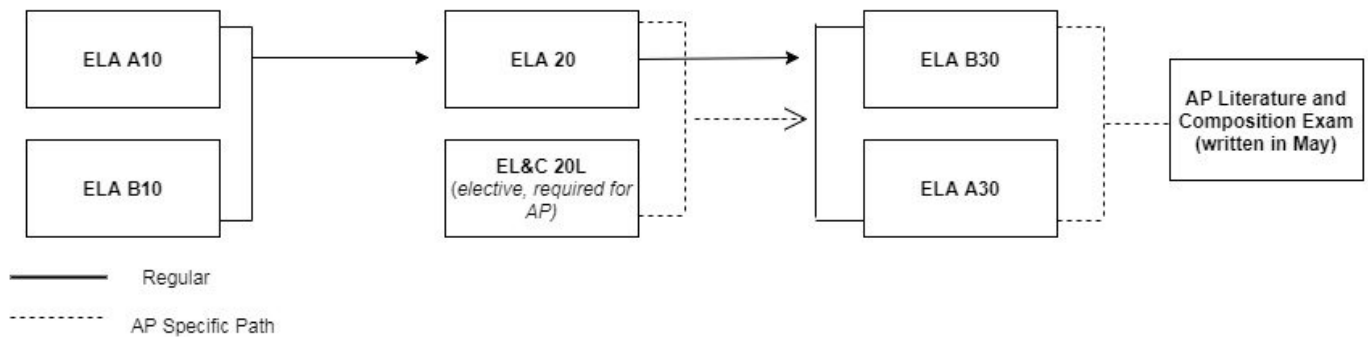 ELA A10
ELA 20
ELA B30
AP Literature and
Composition Exam
(written in May)
ELA B10
EL&C 20L
(elective, required for
AP)
ELA A30
Regular
AP Specific Path